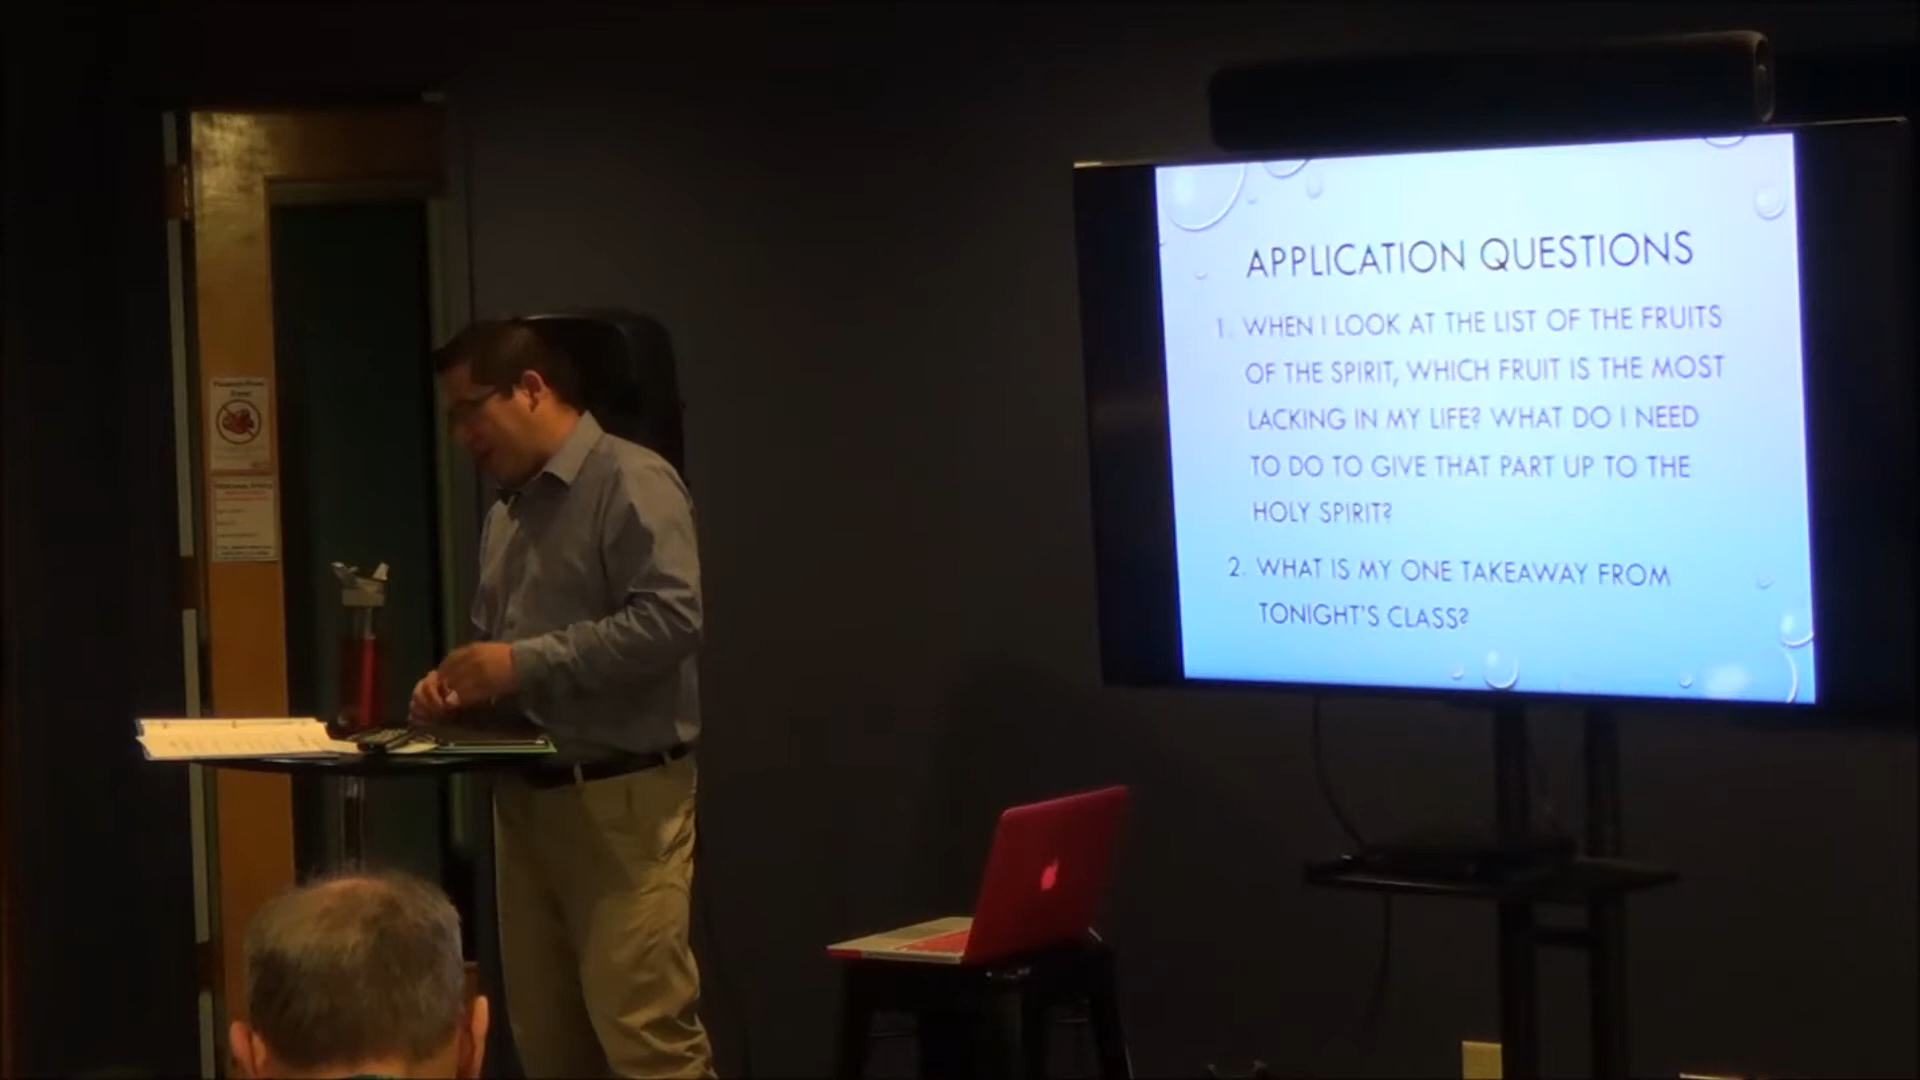 APPLICATION QUESTIONS
1. WHEN I LOOK AT THE LIST OF THE FRUITS
OF THE SPIRIT, WHICH FRUIT IS THE MOST
LACKING IN MY LIFE? WHAT DO I NEED
TO DO TO GIVE THAT PART UP TO THE
HOLY SPIRIT?
2. WHAT IS MY ONE TAKEAWAY FROM
TONIGHT'S CLASS?